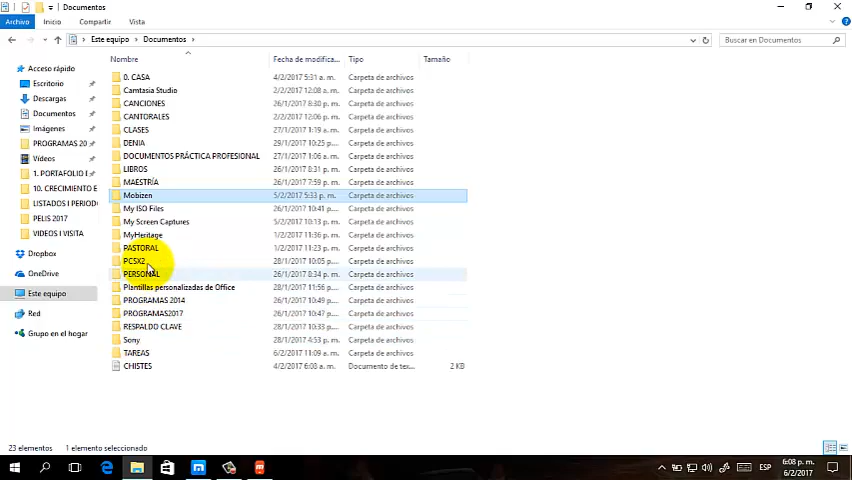 Documentos
Archivo Inicio Compartir Vista
Este equipo Documentos Buscar en Documentos
Nombre Fecha de modifica... Tipo Tamaño
Acceso rápido
Escritorio
Descargas
Documentos
Imágenes
PROGRAMAS 20
Vídeos
1. PORTAFOLIO D
10. CRECIMIENTO E
LISTADOS I PERIOD
PELIS 2017
VIDEOS I VISITA
Dropbox
OneDrive
Este equipo
Red
Grupo en el hogar
0. CASA 4/2/2017 5:31 a. m. Carpeta de archivos
Camtasia Studio 2/2/2017 12:08 a. m. Carpeta de archivos
CANCIONES 26/1/2017 8:30 p. m. Carpeta de archivos
CANTORALES 2/2/2017 12:06 p. m. Carpeta de archivos
CLASES 27/1/2017 1:19 a. m. Carpeta de archivos
DENIA 29/1/2017 10:25 p.... Carpeta de archivos
DOCUMENTOS PRÁCTICA PROFESIONAL 27/1/2017 1:06 a. m. Carpeta de archivos
LIBROS 26/1/2017 8:31 p. m. Carpeta de archivos
MAESTRÍA 26/1/2017 7:59 p. m. Carpeta de archivos
Mobizen 5/2/2017 5:33 p. m. Carpeta de archivos
My ISO Files 26/1/2017 10:41 p.... Carpeta de archivos
My Screen Captures 5/2/2017 10:13 p. m. Carpeta de archivos
MyHeritage 1/2/2017 11:36 p. m. Carpeta de archivos
PASTORAL 1/2/2017 11:23 p. m. Carpeta de archivos
PCSX2 28/1/2017 10:05 p.... Carpeta de archivos
PERSONAL 26/1/2017 8:34 p. m. Carpeta de archivos
Plantillas personalizadas de Office 28/1/2017 11:56 p.... Carpeta de archivos
PROGRAMAS 2014 26/1/2017 10:49 p.... Carpeta de archivos
PROGRAMAS2017 26/1/2017 10:47 p.... Carpeta de archivos
RESPALDO CLAVE 28/1/2017 10:33 p.... Carpeta de archivos
Sony 28/1/2017 4:53 p. m. Carpeta de archivos
TAREAS 6/2/2017 11:09 a. m. Carpeta de archivos
CHISTES 4/2/2017 6:08 a. m. Documento de tex... 2 KB
23 elementos 1 elemento seleccionado
ESP 6:08 p. m.
6/2/2017